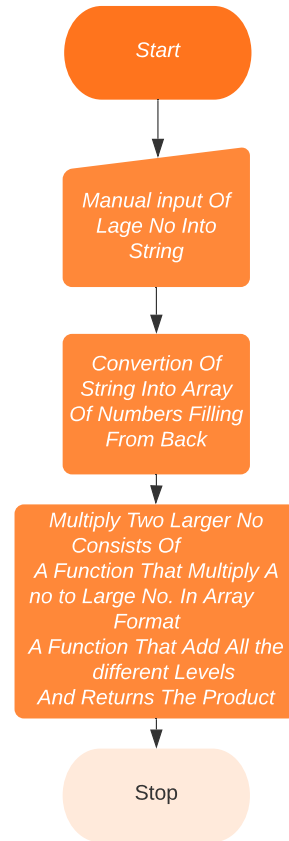 Start
Manual input Of
Lage No Into
String
Convertion Of
String Into Array
Of Numbers Filling
From Back
Multiply Two Larger No
Consists Of
A Function That Multiply A
no to Large No. In Array
Format
A Function That Add All the
different Levels
And Returns The Product
Stop